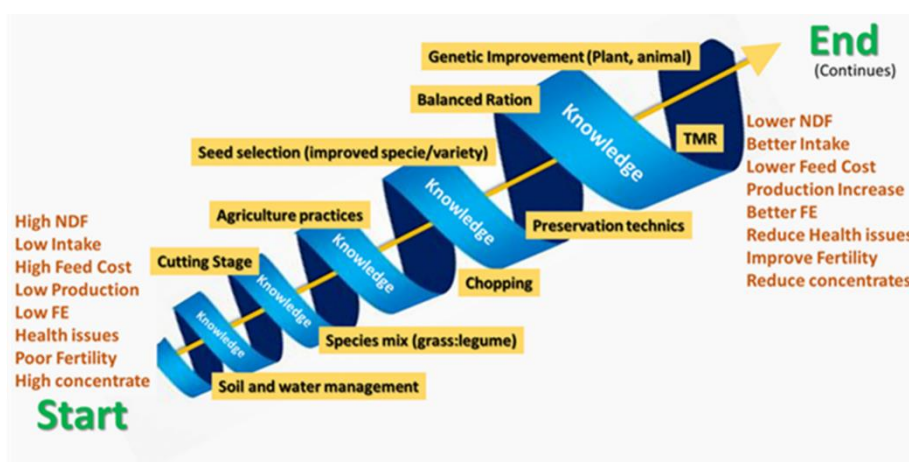 End
(Continues)
Genetic Improvement (Plant, animal)
Balanced Ration
Knowledge
TMR
Lower NDF
Better Intake
Lower Feed Cost
Production Increase
Better FE
Reduce Health issues
Improve Fertility
Reduce concentrates
Seed selection (improved specie/variety)
Knowledge
Preservation technics
Agriculture practices
Knowledge
Chopping
Cutting Stage
Knowledge
Species mix (grass:legume)
Knowledge
Soil and water management
High NDF
Low Intake
High Feed Cost
Low Production
Low FE
Health issues
Poor Fertility
High concentrate
Start